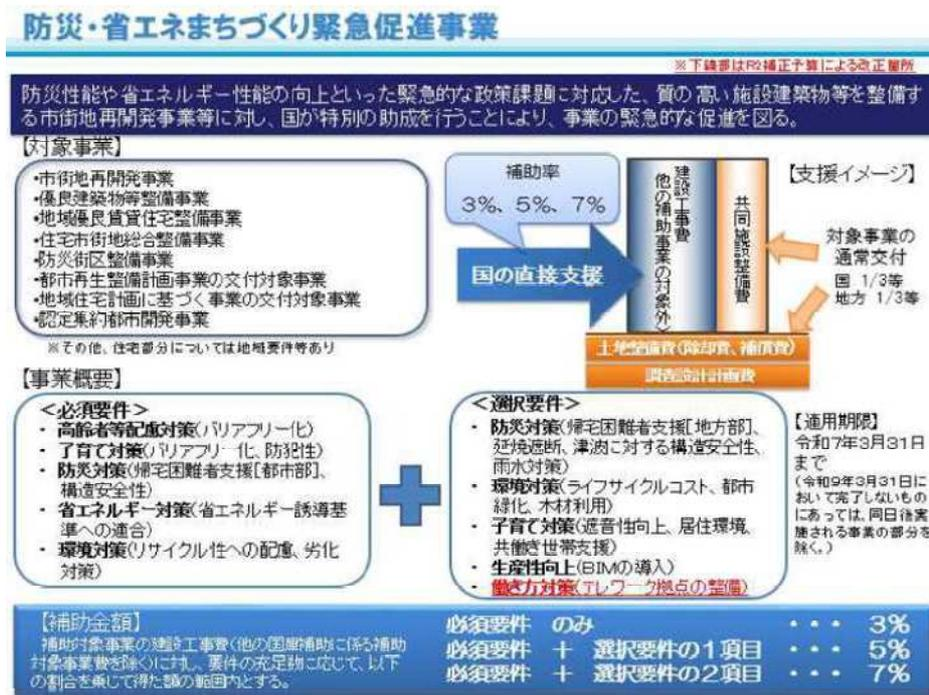 防災・省エネまちづくり緊急促進事業
※下線部はR2補正予算による改正箇所
防災性能や省エネルギー性能の向上といった緊急的な政策課題に対応した、質の高い施設建築物等を整備す
る市街地再開発事業等に対し、国が特別の助成を行うことにより、事業の緊急的な促進を図る。
【対象事業】
・市街地再開発事業
・優良建築物等整備事業
・地域優良賃貸住宅整備事業
・住宅市街地総合整備事業
・防災街区整備事業
・都市再生整備計画事業の交付対象事業
・地域住宅計画に基づく事業の交付対象事業
・認定集約都市開発事業
※その他、住宅部分については地域要件等あり
補助率
3%、5%、7%
国の直接支援
建設工事費
他の補助事業の対象外)
共同施設整備費
土地整備費(除却費、補償費)
調査設計計画費
【支援イメージ】
対象事業の
通常交付
国 1/3等
地方 1/3等
【事業概要】
<必須要件>
・ 高齢者等配慮対策(バリアフリー化)
・ 子育て対策(バリアフリー化、防犯性)
・ 防災対策(帰宅困難者支援[都市部]、
構造安全性)
・ 省エネルギー対策(省エネルギー誘導基
準への適合)
・ 環境対策(リサイクル性への配慮、劣化
対策)
<選択要件>
・ 防災対策(帰宅困難者支援[地方部]、
延焼遮断、津波に対する構造安全性、
雨水対策)
・ 環境対策(ライフサイクルコスト、都市
緑化、木材利用)
・ 子育て対策(遮音性向上、居住環境、
共働き世帯支援)
・ 生産性向上(BIMの導入)
・ 働き方対策(テレワーク拠点の整備)
【適用期限】
令和7年3月31日
まで
(令和9年3月31日に
おいて完了しないもの
にあっては、同日後実
施される事業の部分を
除く。)
【補助金額】
補助対象事業の建設工事費(他の国庫補助に係る補助
対象事業費を除く)に対し、要件の充足数に応じて、以下
の割合を乗じて得た額の範囲内とする。
必須要件 のみ ・・・ 3%
必須要件 + 選択要件の1項目 ・・・ 5%
必須要件 + 選択要件の2項目 ・・・ 7%